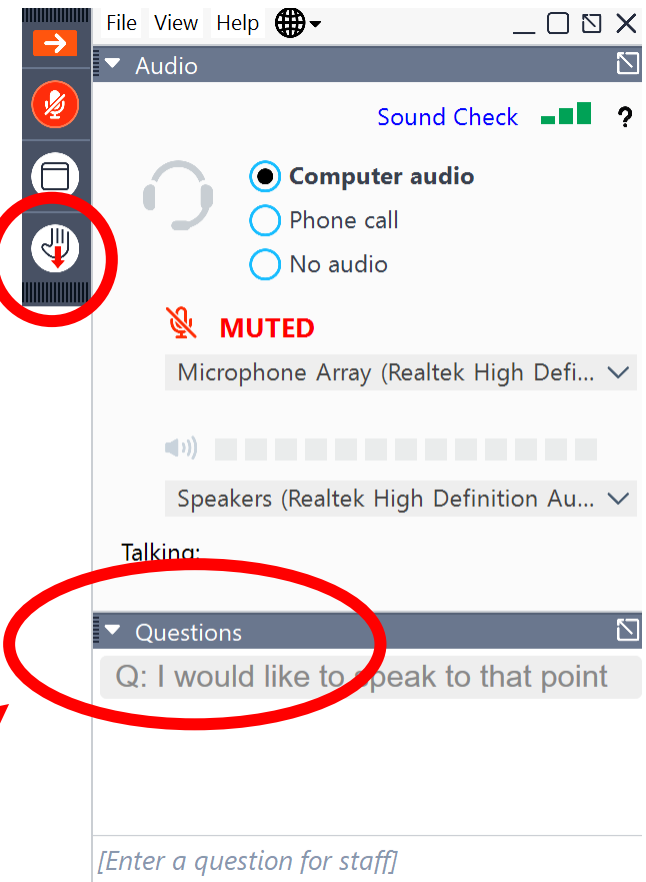 File View Help
Audio
Sound Check ?
Computer audio
Phone call
No audio
MUTED
Microphone Array (Realtek High Defi...
Speakers (Realtek High Definition Au...
Talking:
Questions
Q: I would like to speak to that point
[Enter a question for staff]